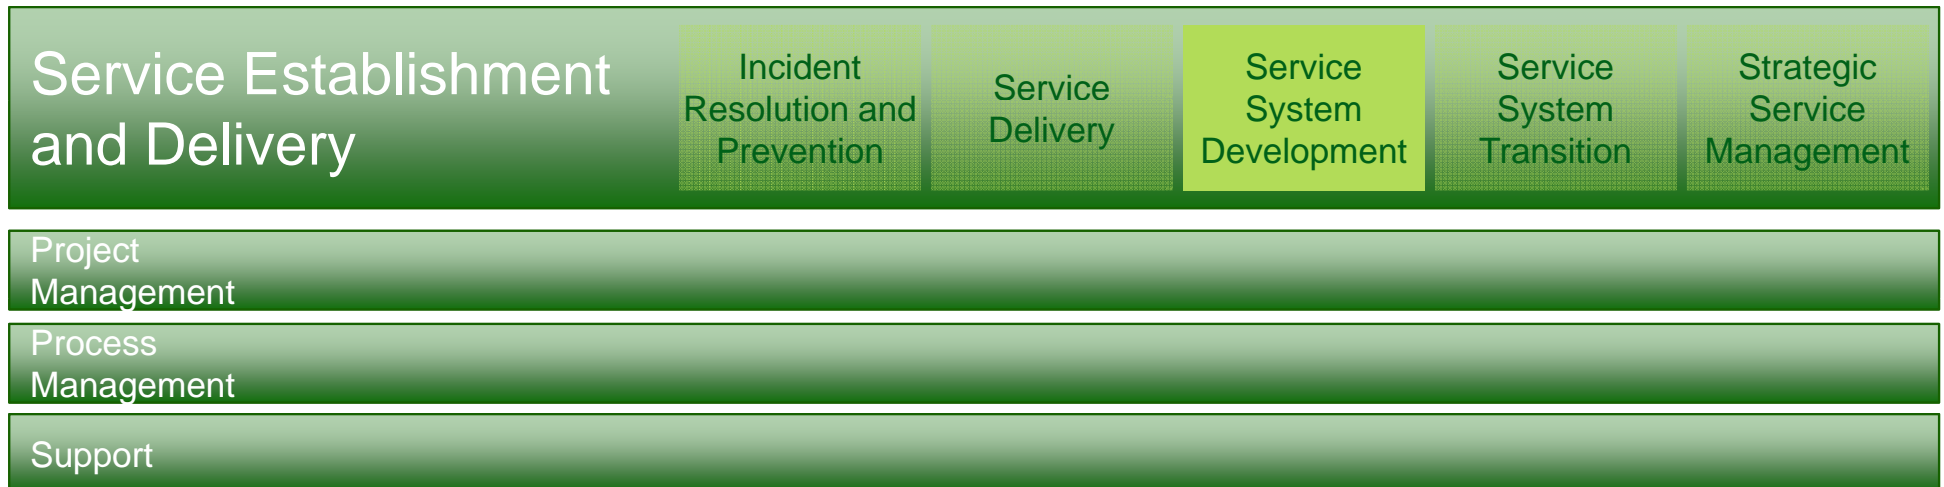 Service Establishment
and Delivery
Incident
Resolution and
Prevention
Service
Delivery
Service
System
Development
Service
System
Transition
Strategic
Service
Management
Project
Management
Process
Management
Support